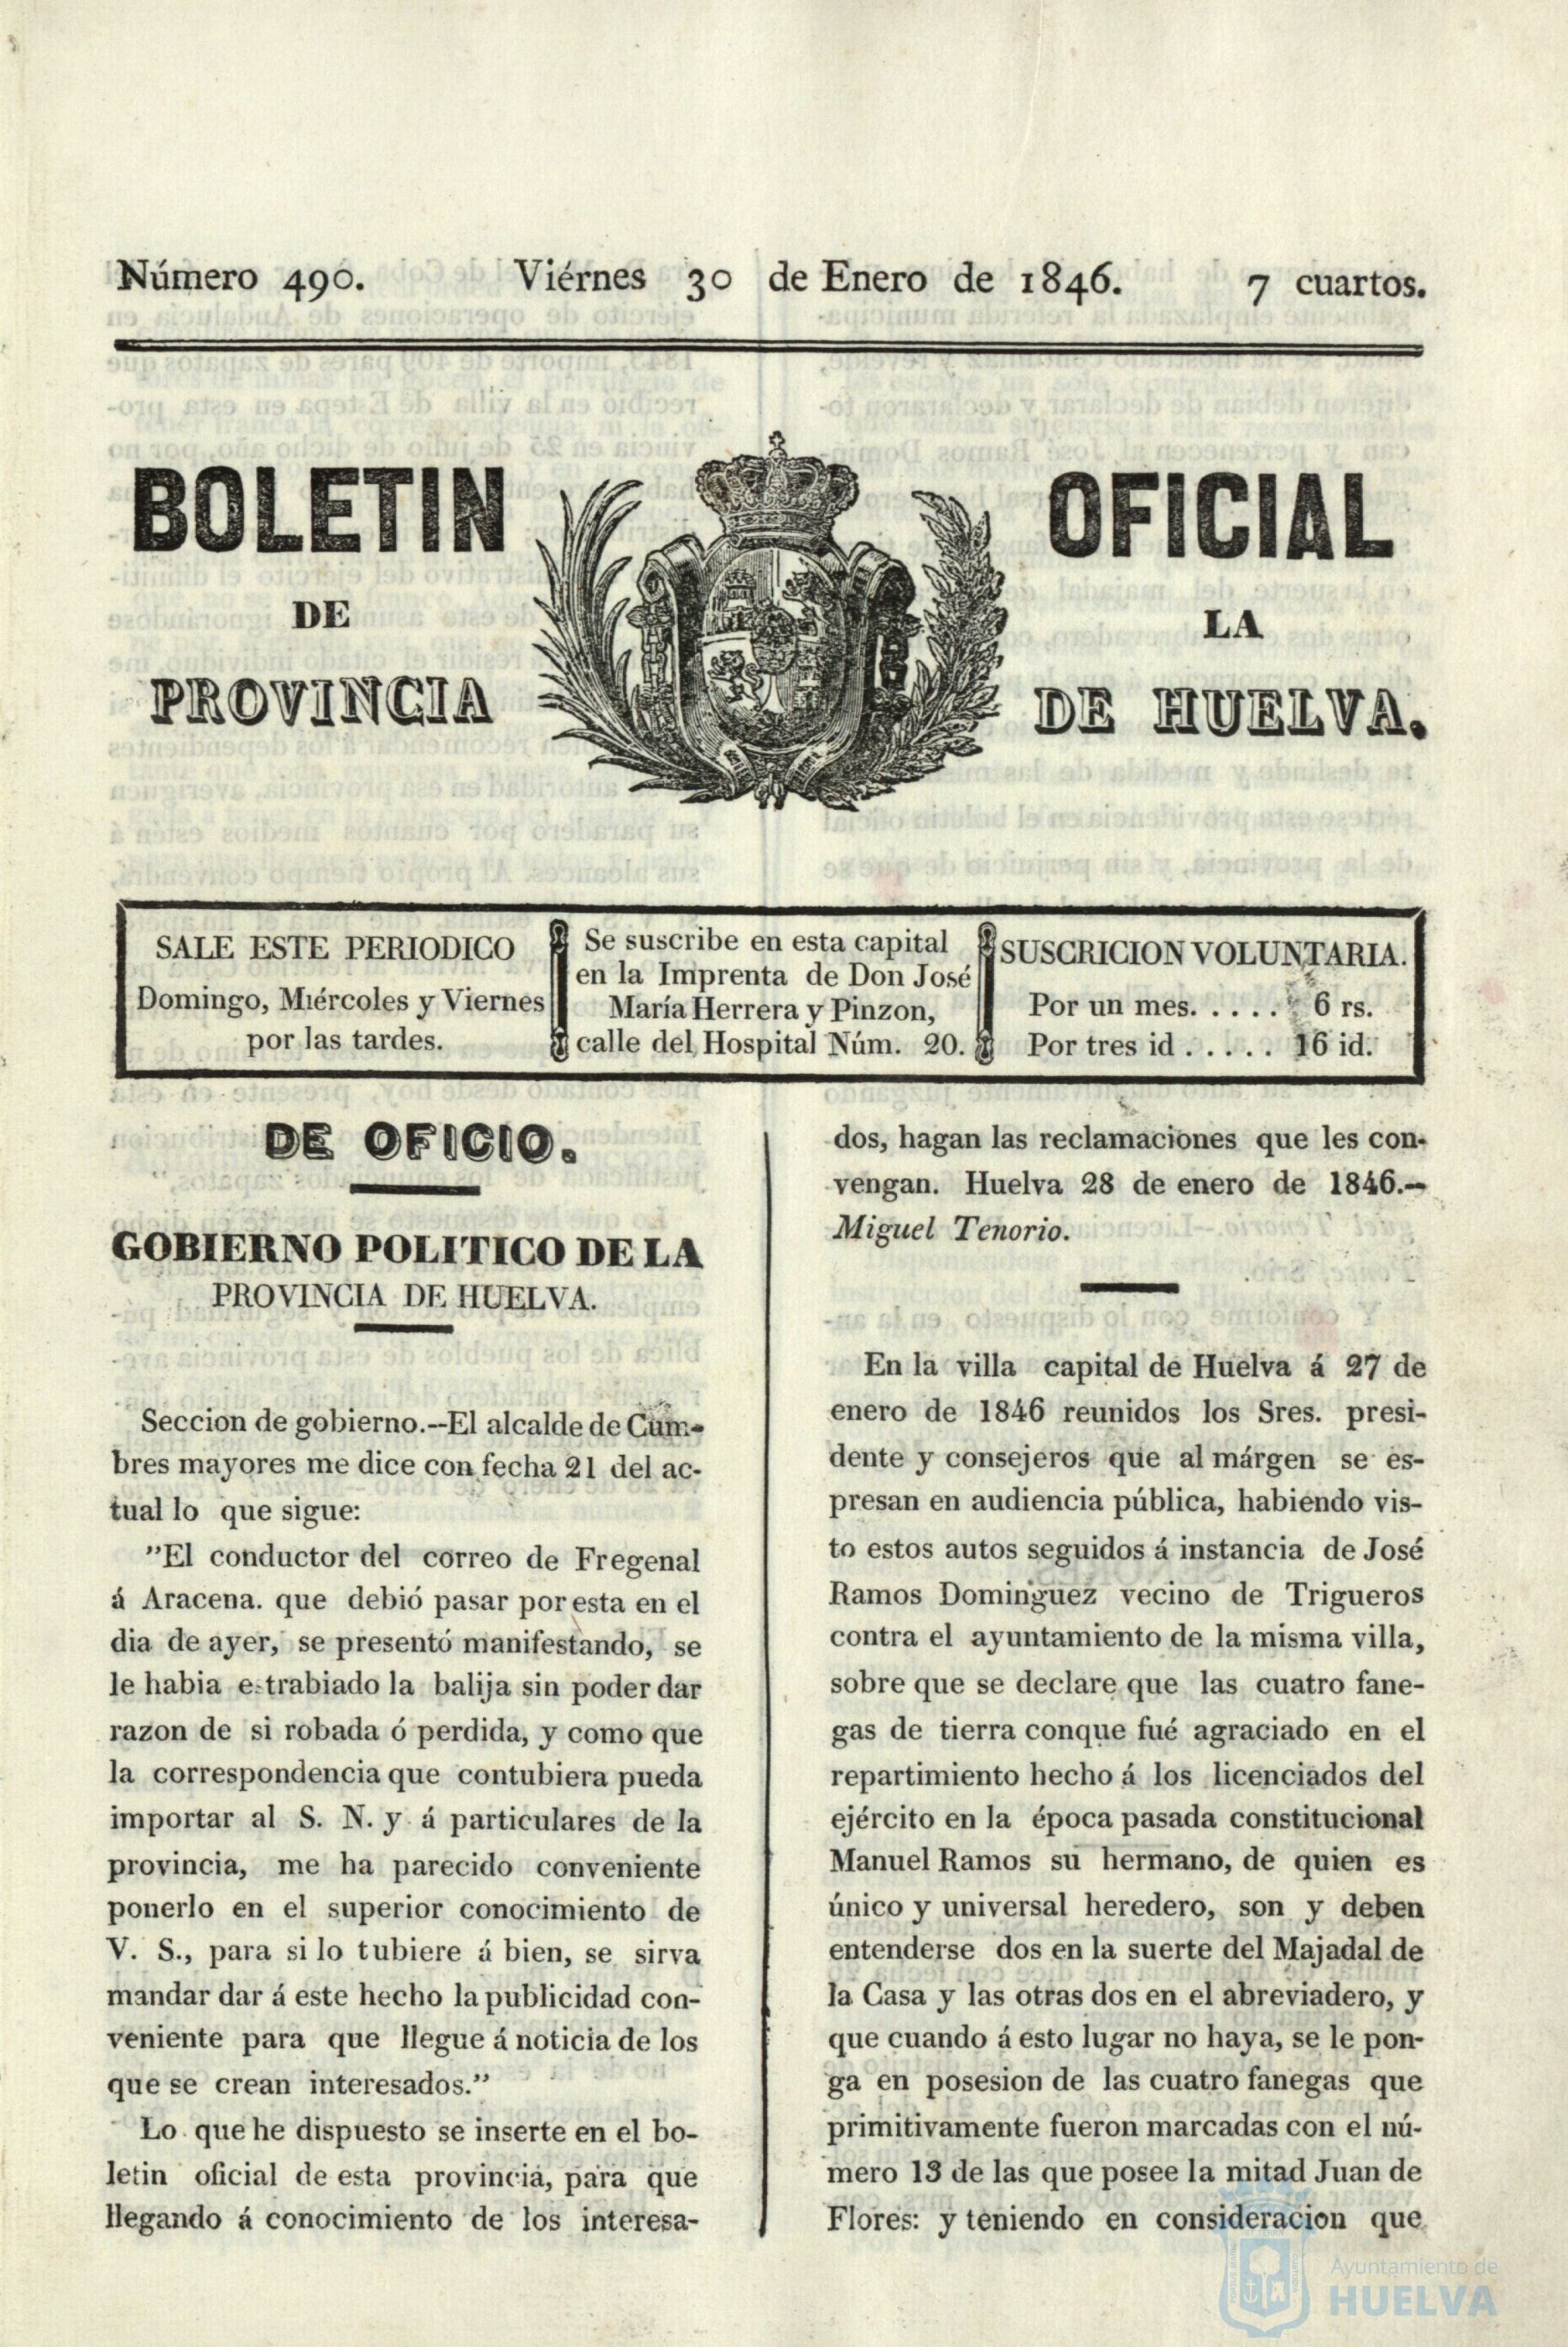 Número 490. Viérnes 30 de Enero de 1846. 7 cuartos.
BOLETIN OFICIAL
DE LA
PROVINCIA DE HUELVA.
SALE ESTE PERIODICO
Domingo, Miércoles y Viernes
por las tardes.
Se suscribe en esta capital
en la Imprenta de Don José
María Herrera y Pinzon,
calle del Hospital Núm. 20.
SUSCRICION VOLUNTARIA.
Por un mes. . . . . 6 rs.
Por tres id . . . . . 16 id.
DE OFICIO.
GOBIERNO POLITICO DE LA
PROVINCIA DE HUELVA.
Seccion de gobierno.--El alcalde de Cum-
bres mayores me dice con fecha 21 del ac-
tual lo que sigue:
"El conductor del correo de Fregenal
á Aracena. que debió pasar por esta en el
dia de ayer, se presentó manifestando, se
le habia e-trabiado la balija sin poder dar
razon de si robada ó perdida, y como que
la correspondencia que contubiera pueda
importar al S. N. y á particulares de la
provincia, me ha parecido conveniente
ponerlo en el superior conocimiento de
V. S., para si lo tubiere á bien, se sirva
mandar dar á este hecho la publicidad con-
veniente para que llegue á noticia de los
que se crean interesados."
Lo que he dispuesto se inserte en el bo-
letin oficial de esta provincia, para que
llegando á conocimiento de los interesa-
dos, hagan las reclamaciones que les con-
vengan. Huelva 28 de enero de 1846.--
Miguel Tenorio.
En la villa capital de Huelva á 27 de
enero de 1846 reunidos los Sres. presi-
dente y consejeros que al márgen se es-
presan en audiencia pública, habiendo vis-
to estos autos seguidos á instancia de José
Ramos Dominguez vecino de Trigueros
contra el ayuntamiento de la misma villa,
sobre que se declare que las cuatro fane-
gas de tierra conque fué agraciado en el
repartimiento hecho á los licenciados del
ejército en la época pasada constitucional
Manuel Ramos su hermano, de quien es
único y universal heredero, son y deben
entenderse dos en la suerte del Majadal de
la Casa y las otras dos en el abreviadero, y
que cuando á esto lugar no haya, se le pon-
ga en posesion de las cuatro fanegas que
primitivamente fueron marcadas con el nú-
mero 13 de las que posee la mitad Juan de
Flores: y teniendo en consideracion que
Ayuntamiento de
HUELVA